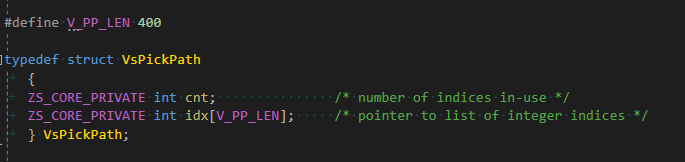 #define V_PP_LEN 400
typedef struct VsPickPath
{
ZS_CORE_PRIVATE int cnt; /* number of indices in-use */
ZS_CORE_PRIVATE int idx[V_PP_LEN]; /* pointer to list of integer indices */
} VsPickPath;